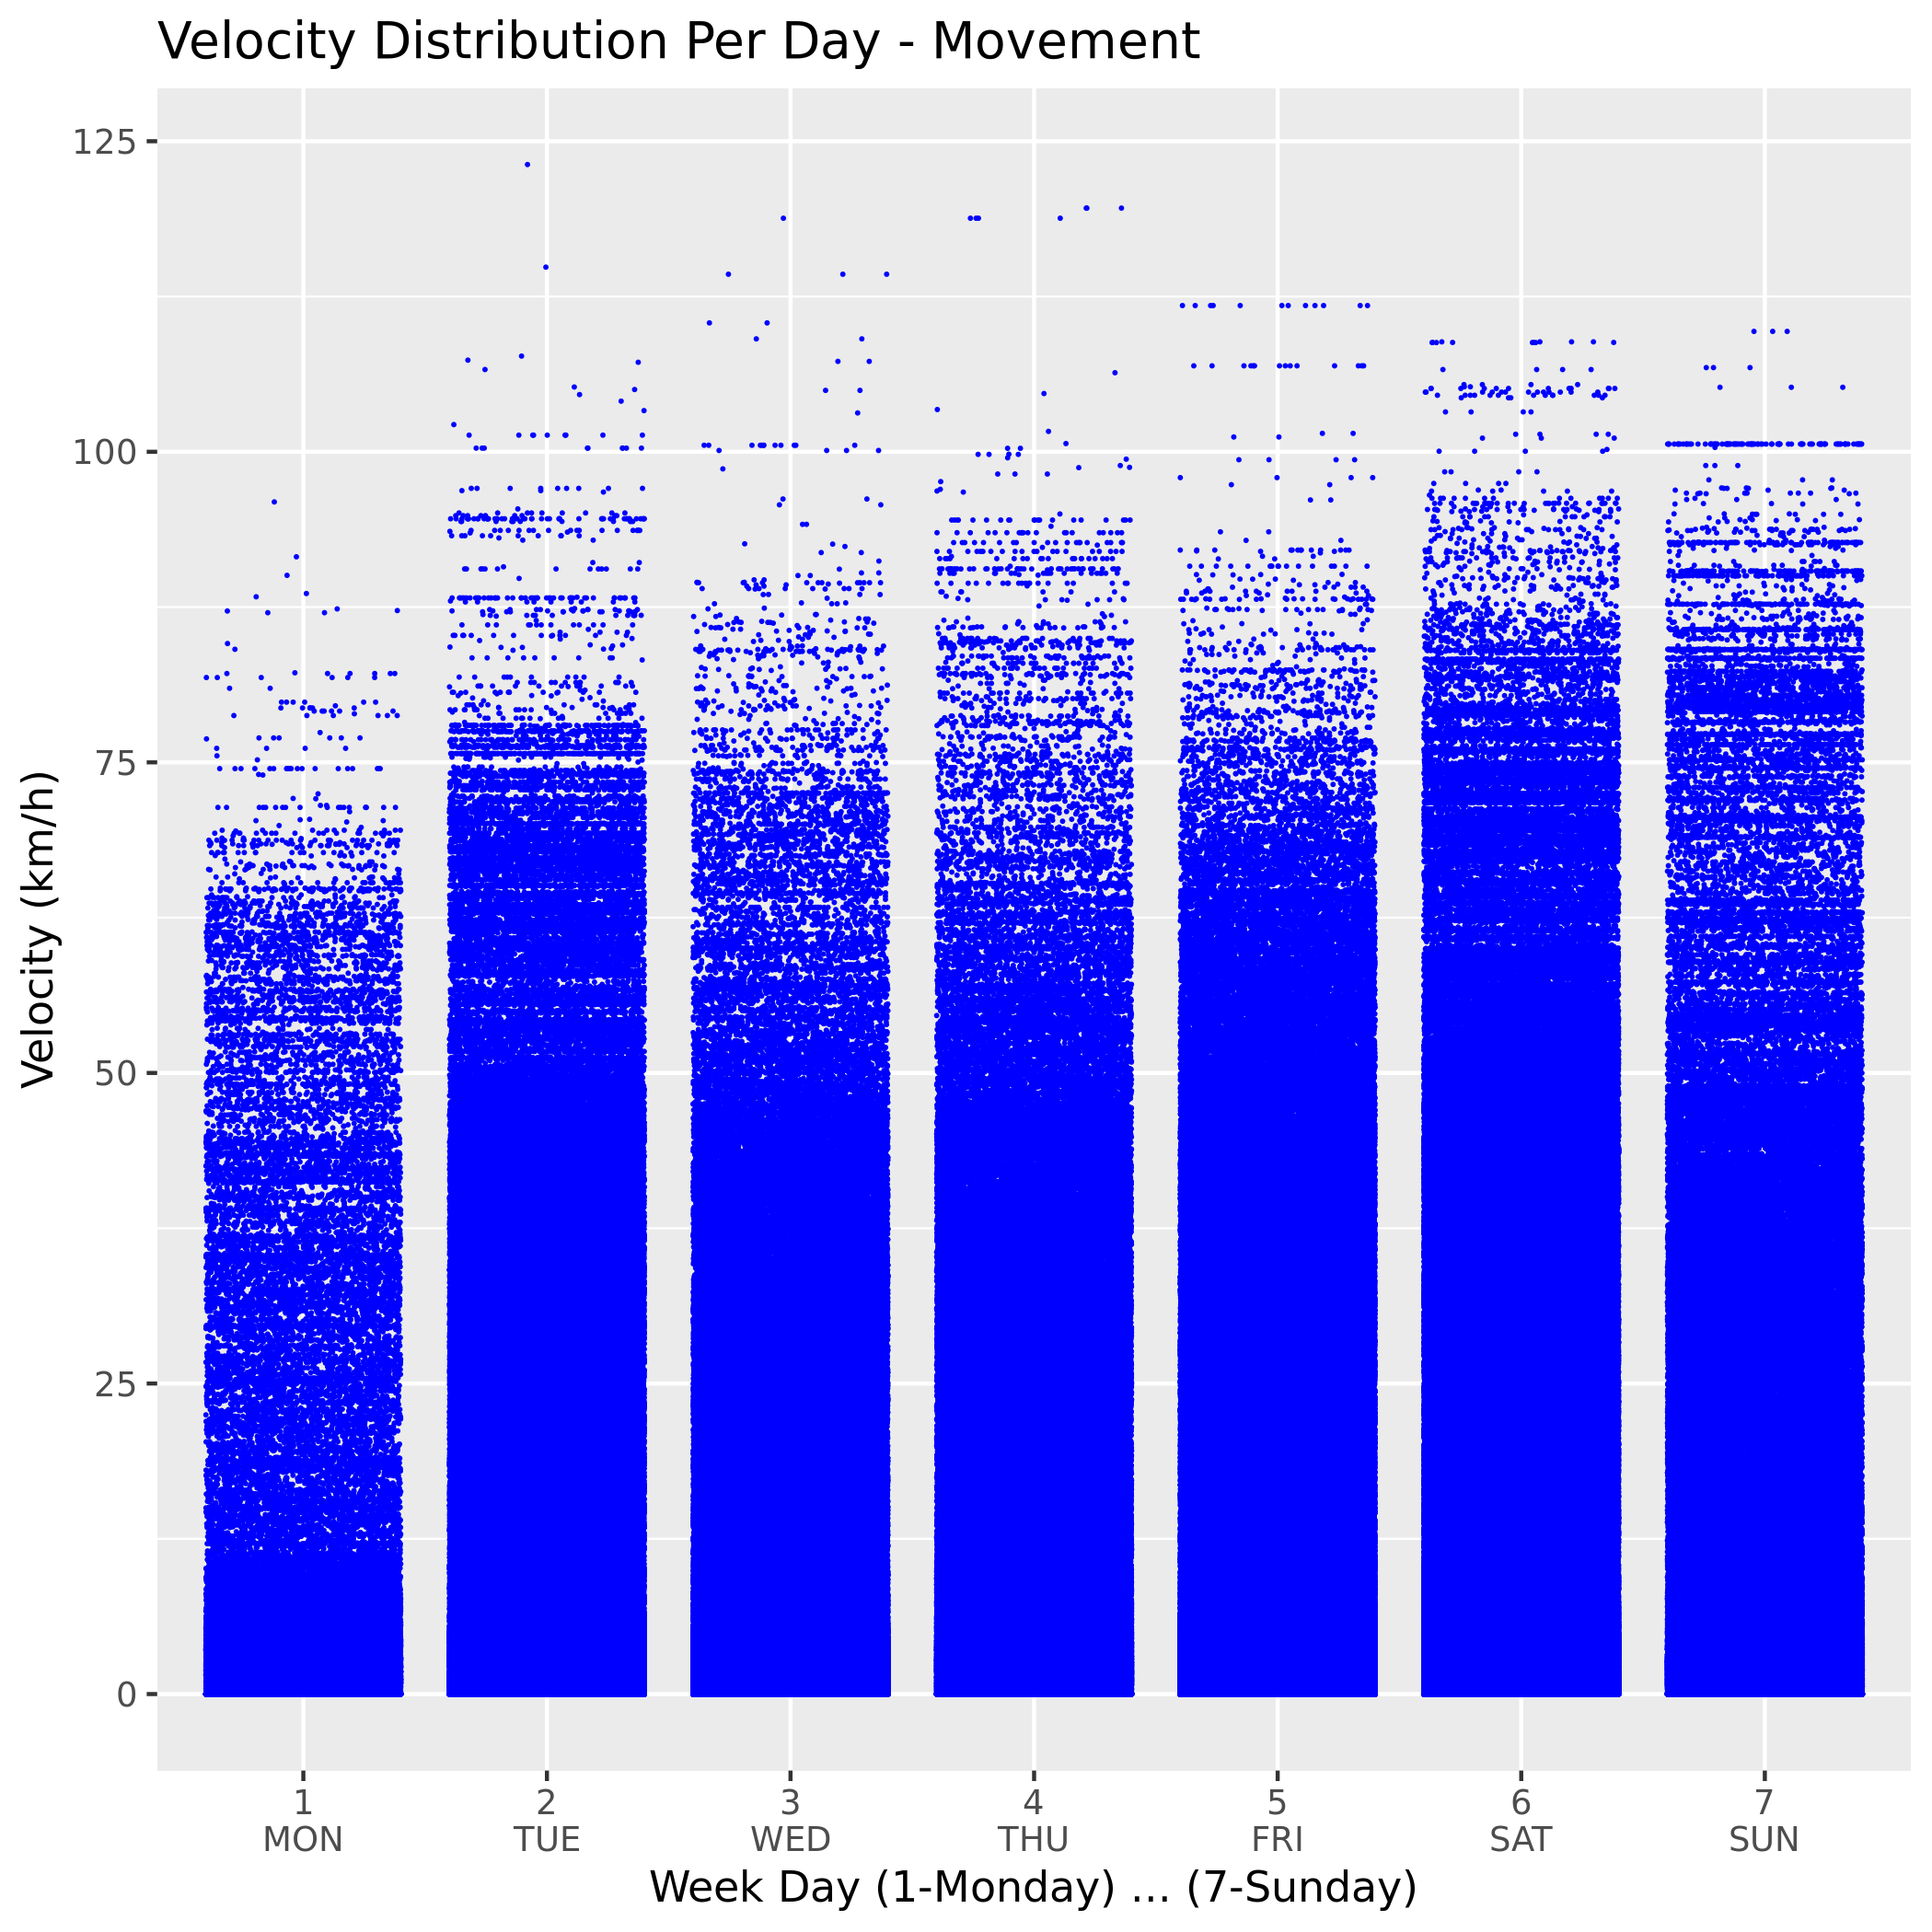 Velocity Distribution Per Day - Movement
Velocity (km/h)
125
100
75
50
25
0
1 2 3 4 5 6 7
MON TUE WED THU FRI SAT SUN
Week Day (1-Monday) ... (7-Sunday)